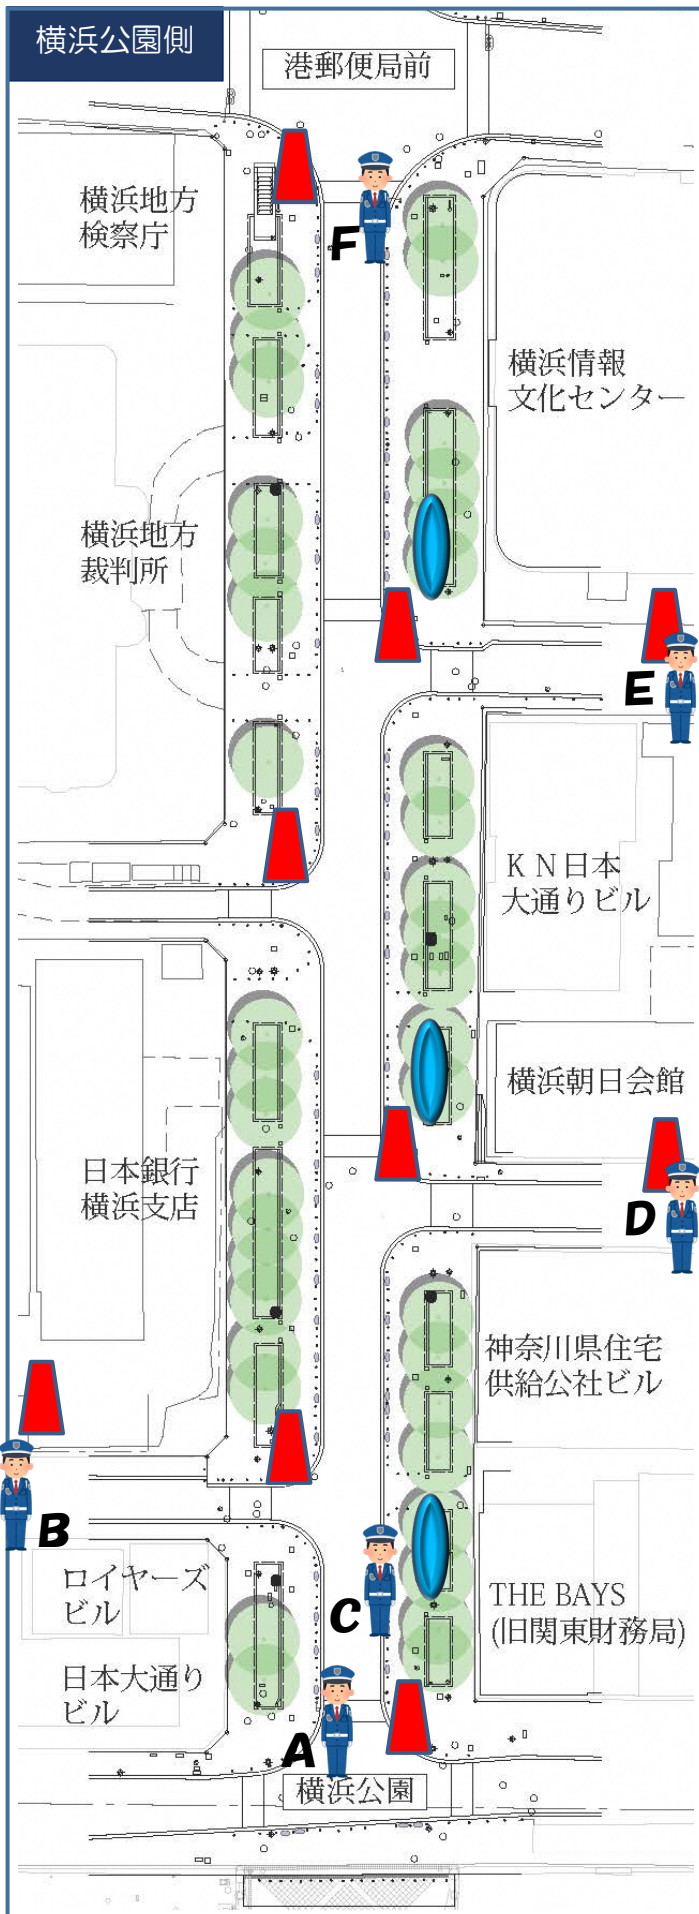 横浜公園側
港郵便局前
横浜地方
検察庁
F
横浜情報
文化センター
横浜地方
裁判所
E
KN日本
大通りビル
横浜朝日会館
日本銀行
横浜支店
D
神奈川県住宅
供給公社ビル
B
ロイヤーズ
ビル
C
THE BAYS
(旧関東財務局)
日本大通り
ビル
A
横浜公園